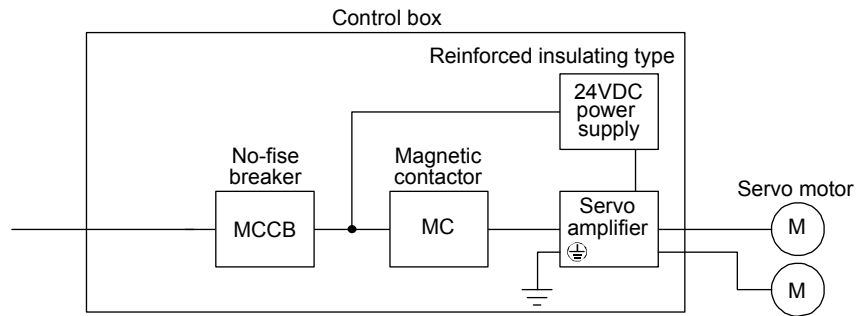 Control box
Reinforced insulating type
24VDC
power
supply
No-fise
breaker
Magnetic
contactor
Servo motor
MCCB
MC
Servo
amplifier
M
M